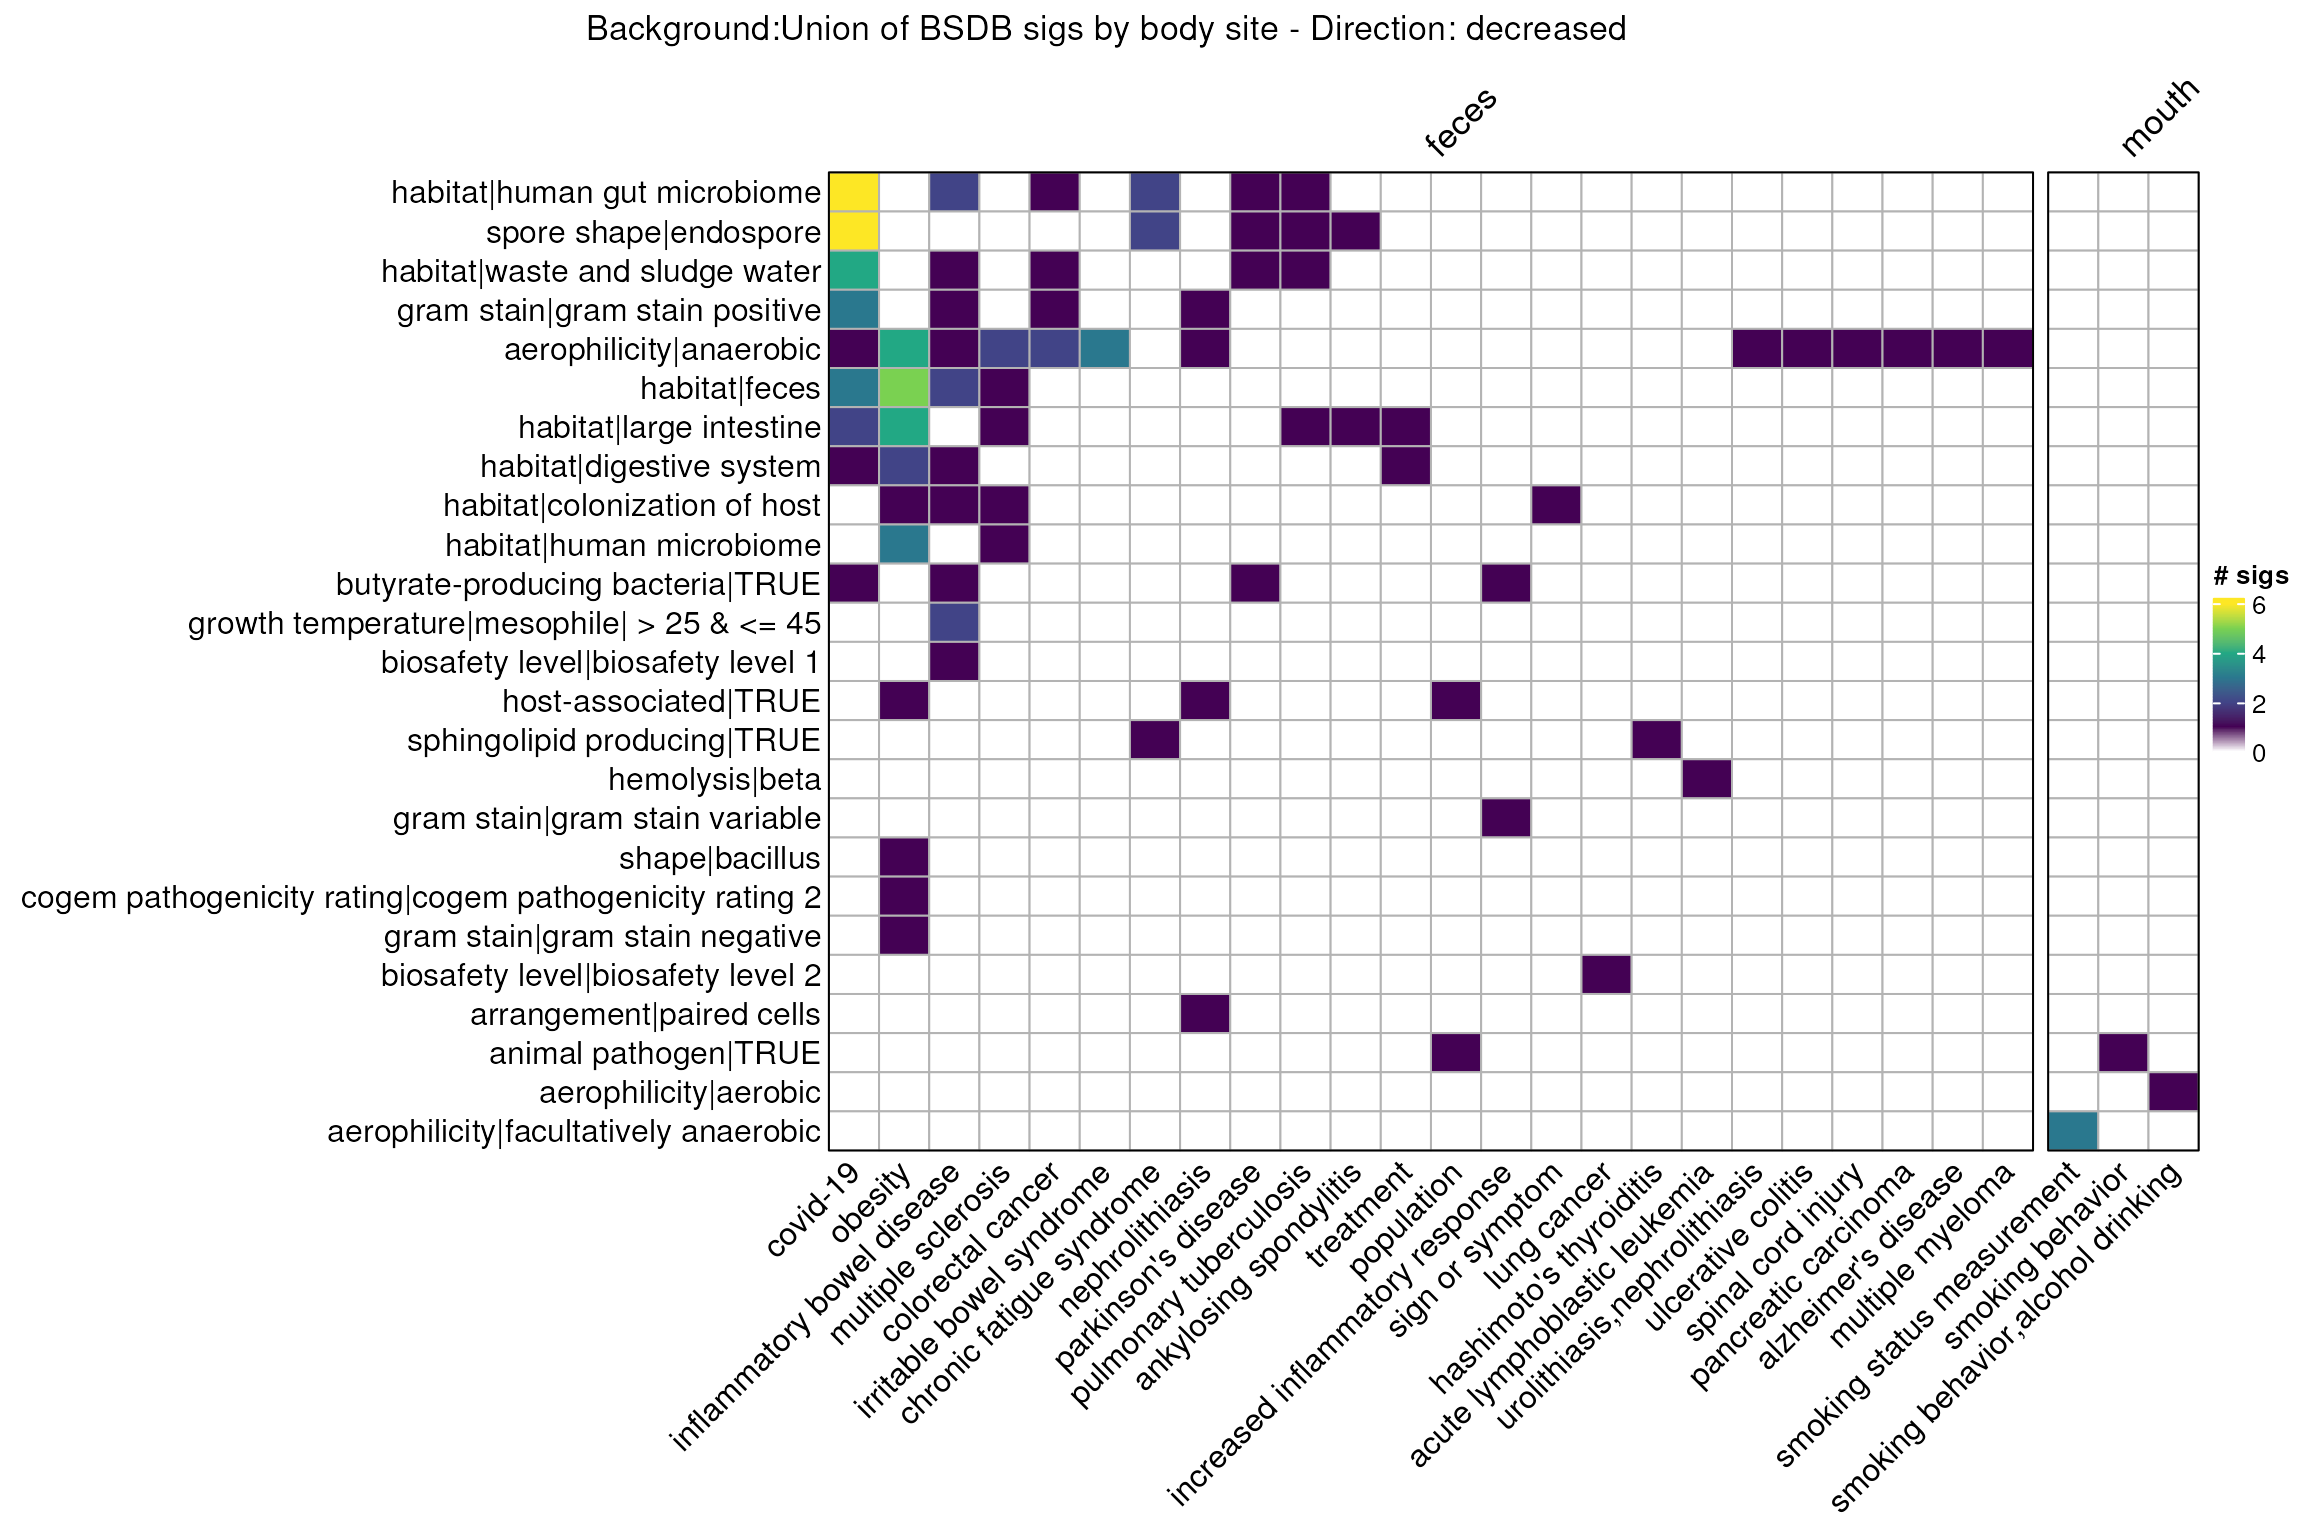 Background:Union of BSDB sigs by body site - Direction: decreased
feces
mouth
habitat|human gut microbiome
spore shape|endospore
habitat|waste and sludge water
gram stain|gram stain positive
aerophilicity|anaerobic
habitat|feces
habitat|large intestine
habitat|digestive system
habitat|colonization of host
habitat|human microbiome
butyrate-producing bacteria|TRUE
growth temperature|mesophile| > 25 & <= 45
biosafety level|biosafety level 1
host-associated|TRUE
sphingolipid producing|TRUE
hemolysis|beta
gram stain|gram stain variable
shape|bacillus
cogem pathogenicity rating|cogem pathogenicity rating 2
gram stain|gram stain negative
biosafety level|biosafety level 2
arrangement|paired cells
animal pathogen|TRUE
aerophilicity|aerobic
aerophilicity|facultatively anaerobic
covid-19
obesity
inflammatory bowel disease
multiple sclerosis
colorectal cancer
irritable bowel syndrome
chronic fatigue syndrome
nephrolithiasis
parkinson's disease
pulmonary tuberculosis
ankylosing spondylitis
treatment
population
increased inflammatory response
sign or symptom
lung cancer
hashimoto's thyroiditis
acute lymphoblastic leukemia
urolithiasis,nephrolithiasis
ulcerative colitis
spinal cord injury
pancreatic carcinoma
alzheimer's disease
multiple myeloma
smoking status measurement
smoking behavior
smoking behavior,alcohol drinking
# sigs
6
4
2
0